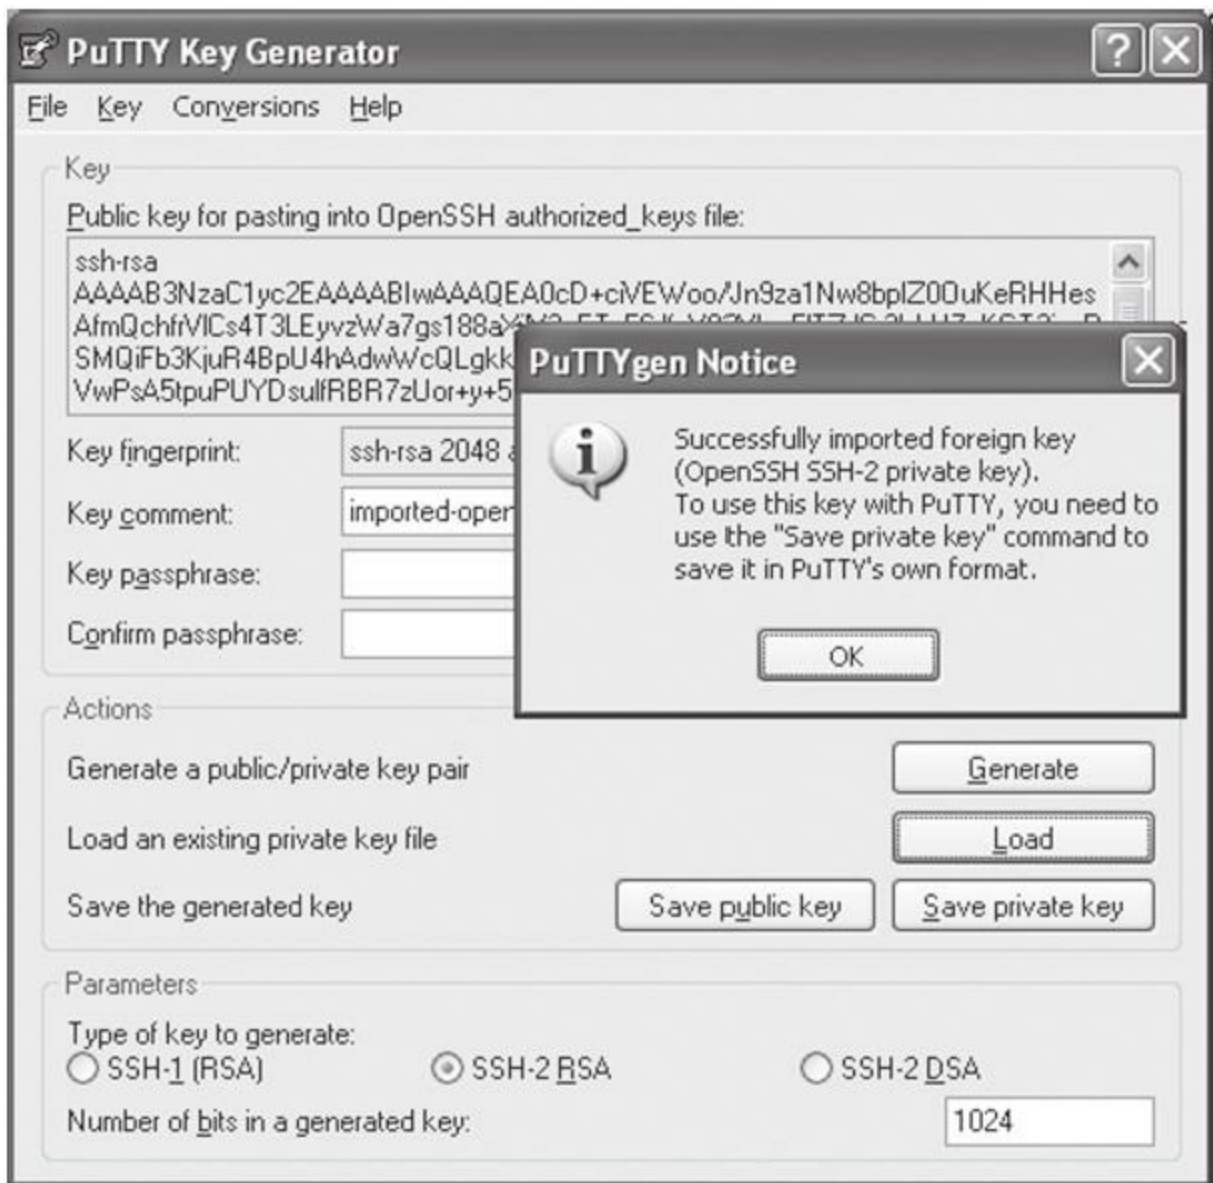 PuTTY Key Generator
File Key Conversions Help
Key
Public key for pasting into OpenSSH authorized_keys file:
ssh-rsa
AAAAB3NzaC1yc2EAAAABIwAAAQEA0cD+ciVEWoo/Jn9za1Nw8bplZ0OuKeRHHes
SMQiFb3KjuR4BpU4hAdwWcQLgkk
VwPsA5tpuPUYDsulfRBR7zUor+y+5
PuTTYgen Notice
Successfully imported foreign key
(OpenSSH SSH-2 private key).
To use this key with PuTTY, you need to
use the "Save private key" command to
save it in PuTTY's own format.
OK
Key fingerprint: ssh-rsa 2048
Key comment: imported-open
Key passphrase:
Confirm passphrase:
Actions
Generate a public/private key pair Generate
Load an existing private key file Load
Save the generated key Save public key Save private key
Parameters
Type of key to generate:
SSH-1 (RSA) SSH-2 RSA SSH-2 DSA
Number of bits in a generated key: 1024